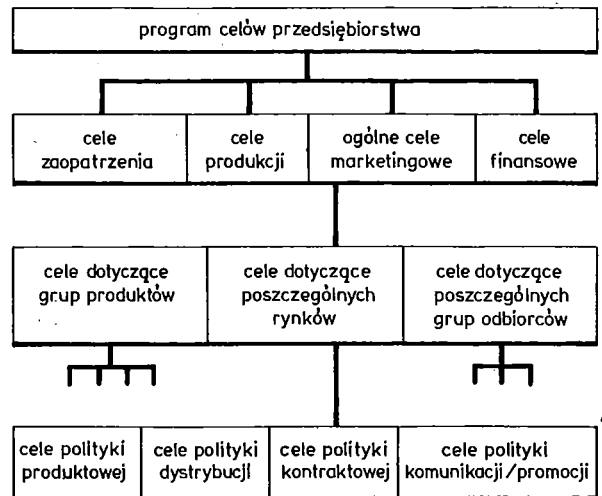 program celów przedsiębiorstwa
cele
zaopatrzenia
cele
produkcji
ogólne cele
marketingowe
cele
finansowe
cele dotyczące
grup produktów
cele dotyczące
poszczególnych
rynków
cele dotyczące
poszczególnych
grup odbiorców
cele polityki
produktowej
cele polityki
dystrybucji
cele polityki
kontraktowej
cele polityki
komunikacji/promocji